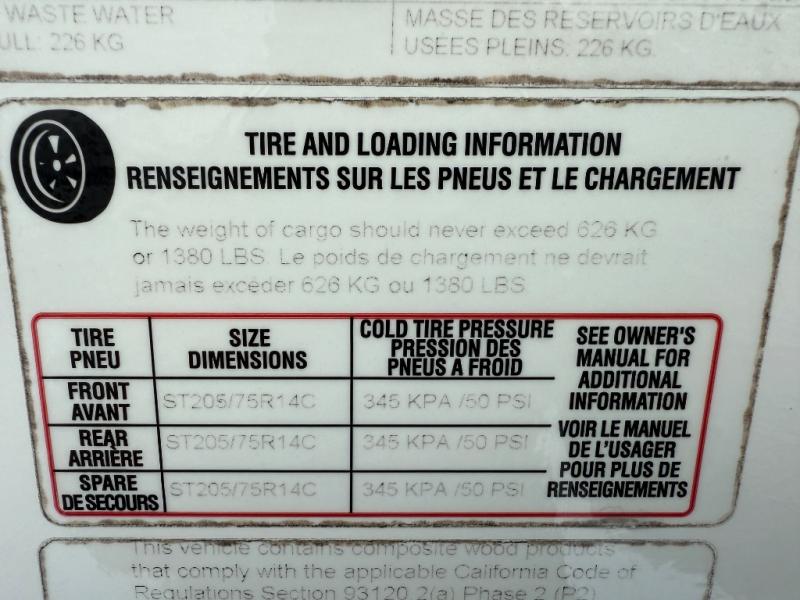 WASTE WATER
ULL: 226 KG
MASSE DES RESERVOIRS D'EAUX
USÉES PLEINS: 226 KG.
TIRE AND LOADING INFORMATION
RENSEIGNEMENTS SUR LES PNEUS ET LE CHARGEMENT
The weight of cargo should never exceed 626 KG
or 1380 LBS. Le poids de chargement ne devrait
jamais excéder 626 KG ou 1380 LBS
TIRE
PNEU
SIZE
DIMENSIONS
COLD TIRE PRESSURE
PRESSION DES
PNEUS A FROID
SEE OWNER'S
MANUAL FOR
ADDITIONAL
INFORMATION
VOIR LE MANUEL
DE L'USAGER
POUR PLUS DE
RENSEIGNEMENTS
FRONT
AVANT
ST205/75R14C
345 KPA /50 PSI
REAR
ARRIÈRE
ST205/75R14C
345 KPA /50 PSI
SPARE
DE SECOURS
ST205/75R14C
345 KPA /50 PSI
This vehicle contains composite wood products
that comply with the applicable California Code of
Regulations Section 93120.2(a) Phase 2 (P2)